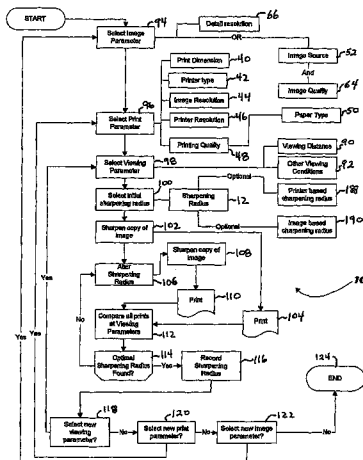 START
94
Select Image
Parameter
Detail resolution
66
OR
Image Source
52
And
Image Quality
64
Print Dimension
40
Printer type
42
Image Resolution
44
Printer Resolution
46
Printing Quality
48
Paper Type
50
96
Select Print
Parameter
98
Select Viewing
Parameter
Viewing Distance
90
Other Viewing
Conditions
92
100
Select initial
sharpening radius
Sharpening
Radius
12
Optional
Printer based
sharpening radius
188
Optional
Image based
sharpening radius
190
Sharpen copy of
image
102
Alter
Sharpening
Radius
106
Sharpen copy of
image
108
Print
110
Print
104
Compare all prints
at Viewing
Parameters
112
Optimal
Sharpening Radius
Found?
114
No
Yes
Record
Sharpening
Radius
116
124
END
118
Select new
viewing
parameter?
No
120
Select new print
parameter?
No
122
Select new image
parameter?
No
Yes
Yes
Yes